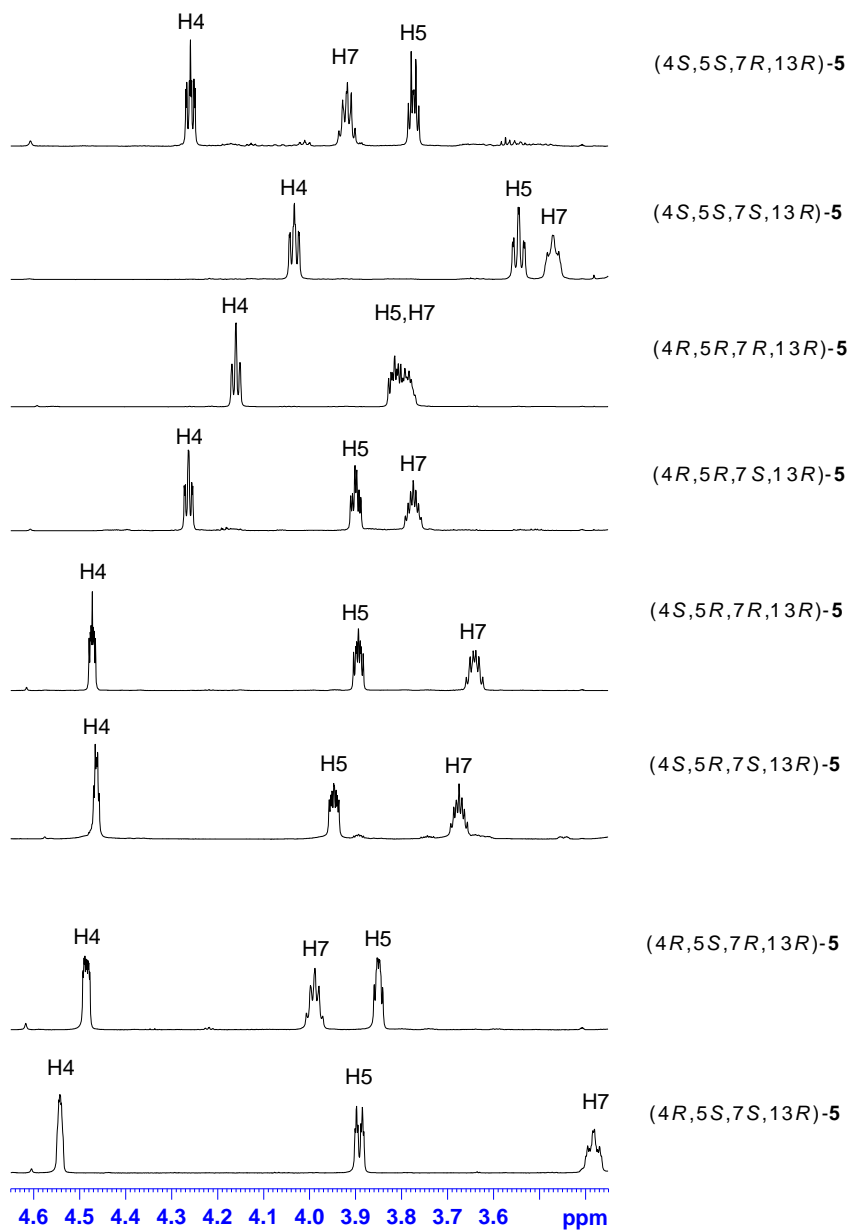 H4
H7
H5
(4S,5S,7R,13R)-5
H4
H5
H7
(4S,5S,7S,13R)-5
H4
H5,H7
(4R,5R,7R,13R)-5
H4
H5
H7
(4R,5R,7S,13R)-5
H4
H5
H7
(4S,5R,7R,13R)-5
H4
H5
H7
(4S,5R,7S,13R)-5
H4
H7
H5
(4R,5S,7R,13R)-5
H4
H5
H7
(4R,5S,7S,13R)-5
4.6 4.5 4.4 4.3 4.2 4.1 4.0 3.9 3.8 3.7 3.6 ppm